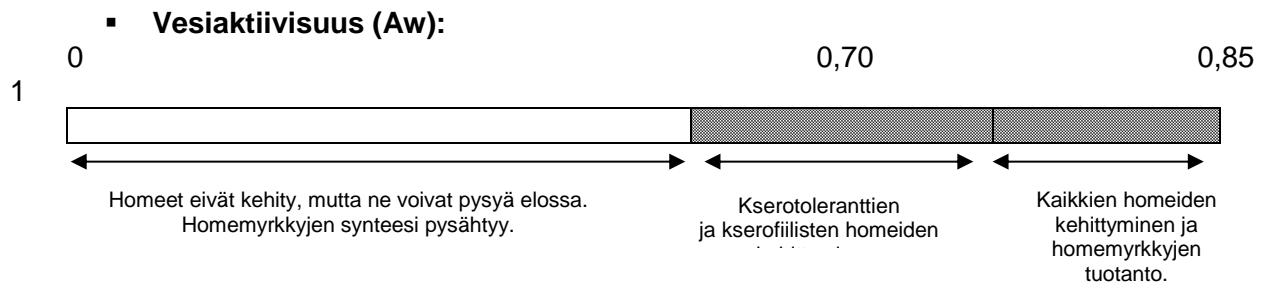 ▪ Vesiaktiivisuus (Aw):
0 0,70 0,85
1
Homeet eivät kehity, mutta ne voivat pysyä elossa.
Homemyrkkyjen synteesi pysähtyy.
Kserotoleranttien
ja kserofiilisten homeiden
Kaikkien homeiden
kehittyminen ja
homemyrkkyjen
tuotanto.